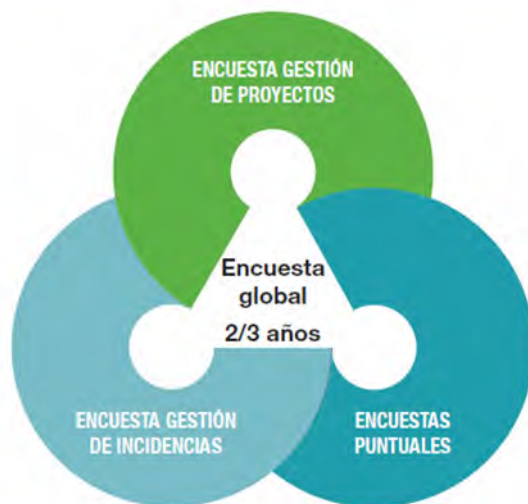 ENCUESTA GESTIÓN
DE PROYECTOS
Encuesta
global
2/3 años
ENCUESTA GESTIÓN
DE INCIDENCIAS
ENCUESTAS
PUNTUALES